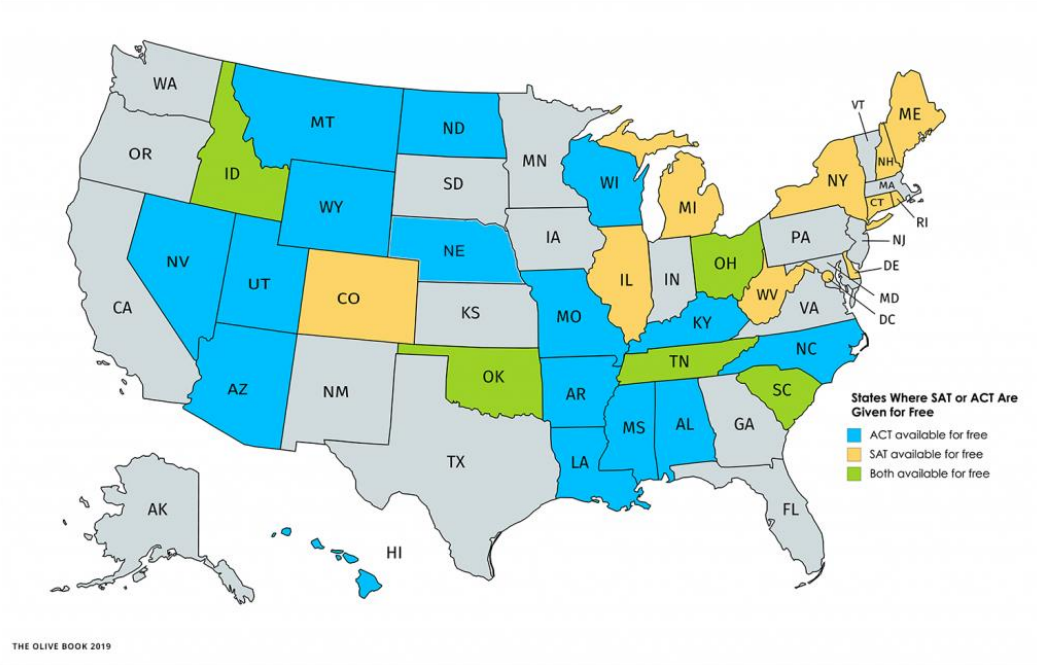 WA
MT
ND
MN
VT
ME
OR
ID
SD
WI
NH
NY
MA
WY
MI
CT
RI
IA
PA
NJ
NE
NV
UT
OH
DE
CO
IL
IN
WV
MD
CA
KS
MO
VA
DC
KY
NC
TN
OK
AZ
NM
AR
SC
States Where SAT or ACT Are
Given for Free
MS
AL
GA
ACT available for free
SAT available for free
TX
LA
Both available for free
AK
FL
HI
THE OLIVE BOOK 2019